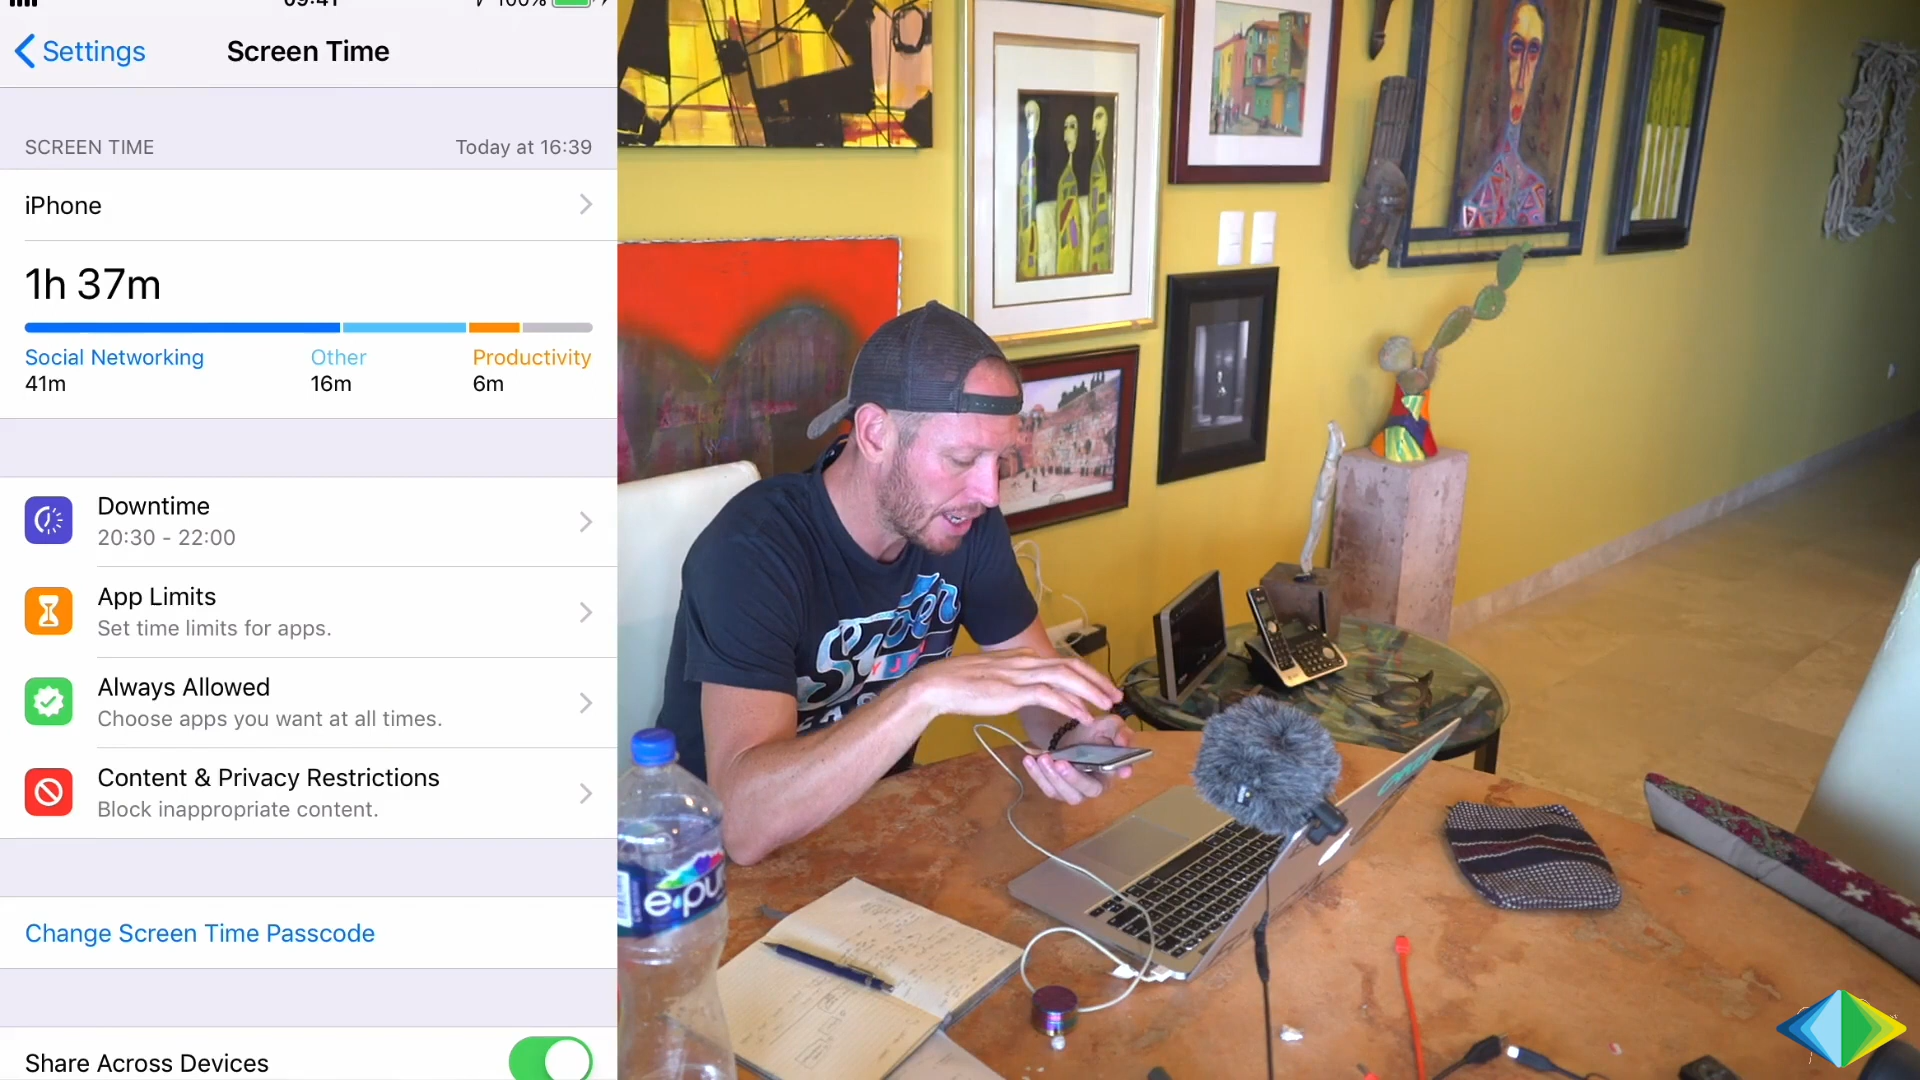 Settings
Screen Time
SCREEN TIME
Today at 16:39
iPhone
1h 37m
Social Networking
Other
Productivity
41m
16m
6m
Downtime
20:30 - 22:00
App Limits
Set time limits for apps.
Always Allowed
Choose apps you want at all times.
Content & Privacy Restrictions
Block inappropriate content.
Change Screen Time Passcode
Share Across Devices